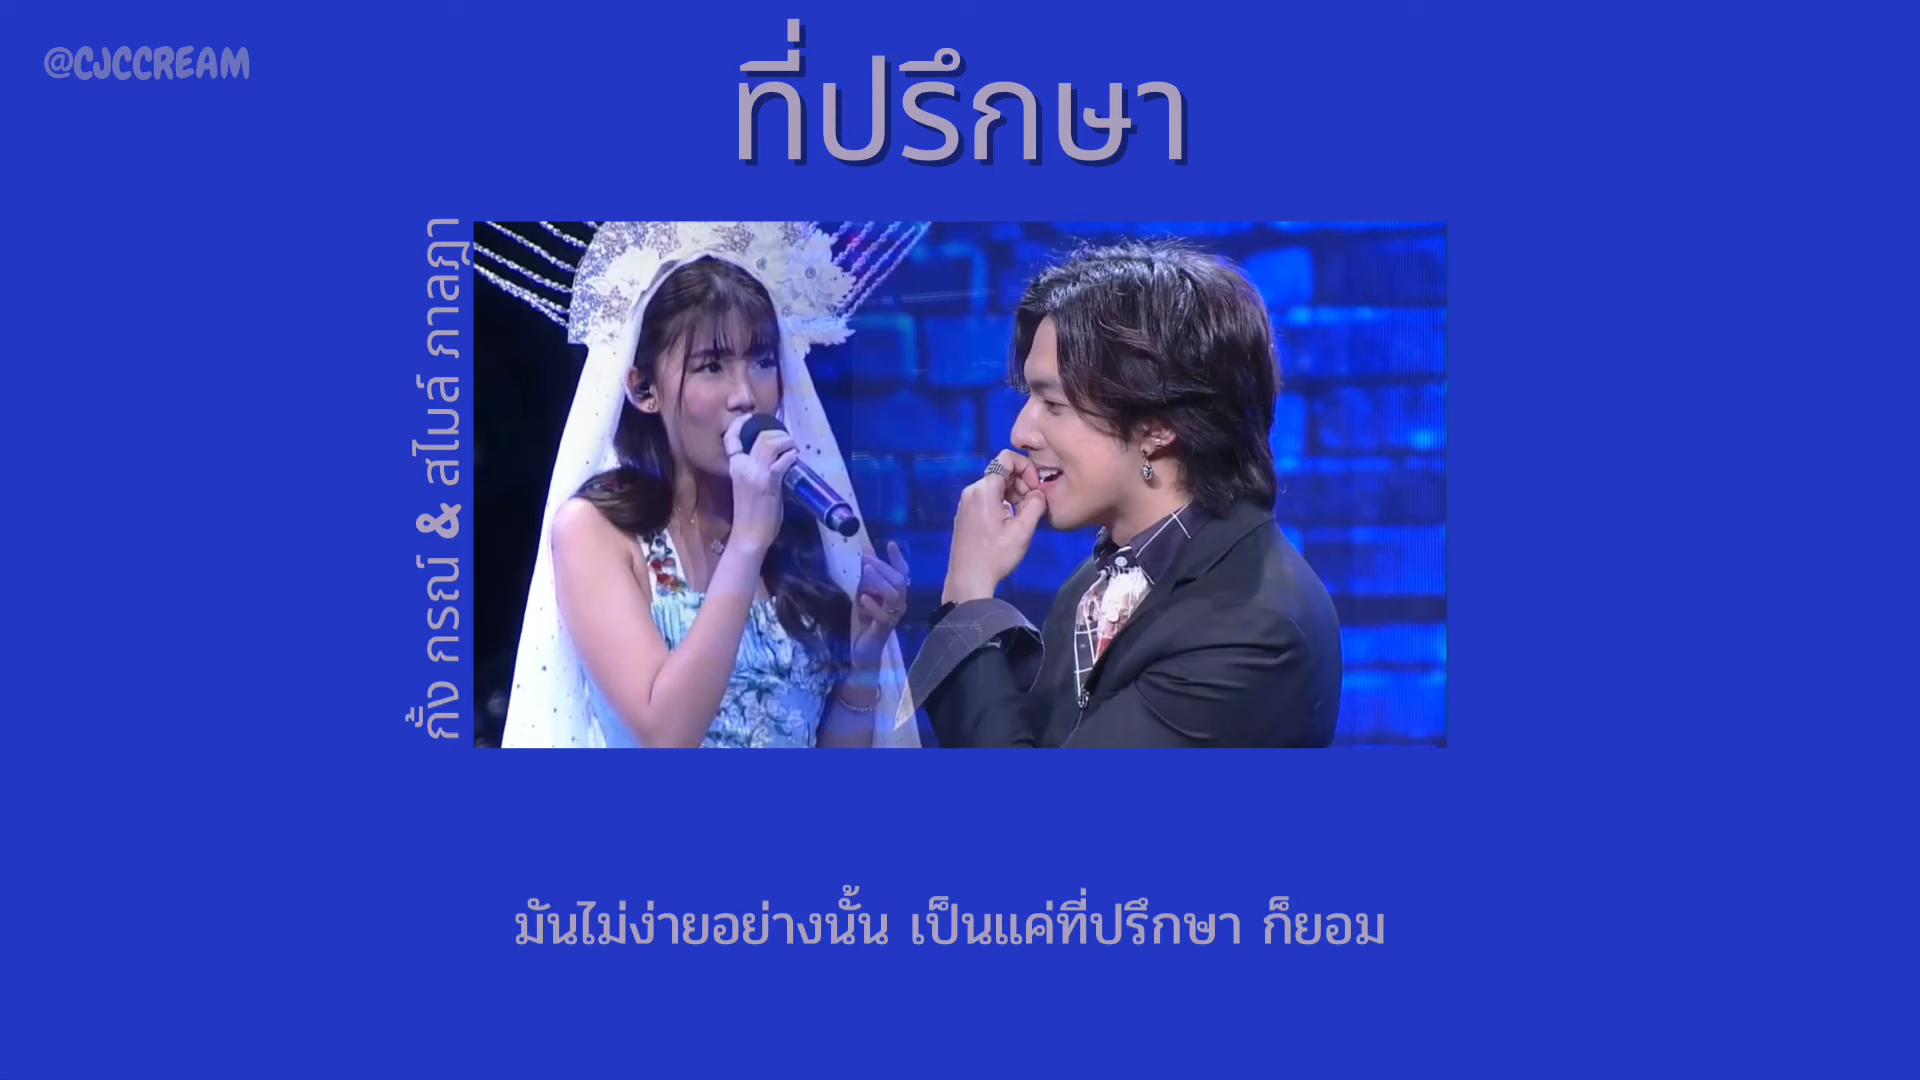 @CJCCREAM
ที่ปรึกษา
กั้ง กรณ์ & สไมล์ ภาลฎา
มันไม่ง่ายอย่างนั้น เป็นแค่ที่ปรึกษา ก็ยอม